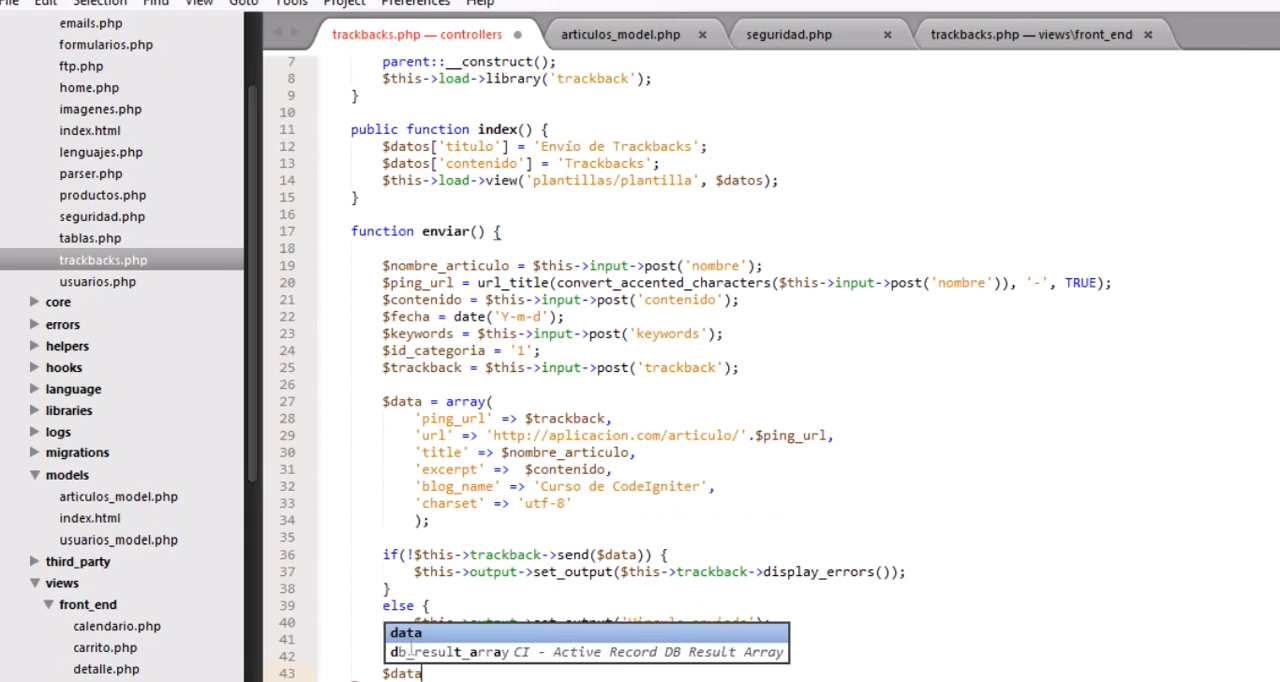 File Edit Selection Find View Goto Tools Project Preferences Help
emails.php
formularios.php
ftp.php
home.php
imagenes.php
index.html
lenguajes.php
parser.php
productos.php
seguridad.php
tablas.php
trackbacks.php
usuarios.php
core
errors
helpers
hooks
language
libraries
logs
migrations
models
articulos_model.php
index.html
usuarios_model.php
third_party
views
front_end
calendario.php
carrito.php
detalle.php
trackbacks.php — controllers
articulos_model.php ×
seguridad.php ×
trackbacks.php — views\front_end ×
7 parent::__construct();
8 $this->load->library('trackback');
9 }
10
11 public function index() {
12 $datos['titulo'] = 'Envío de Trackbacks';
13 $datos['contenido'] = 'Trackbacks';
14 $this->load->view('plantillas/plantilla', $datos);
15 }
16
17 function enviar() {
18
19 $nombre_articulo = $this->input->post('nombre');
20 $ping_url = url_title(convert_accented_characters($this->input->post('nombre')), '-', TRUE);
21 $contenido = $this->input->post('contenido');
22 $fecha = date('Y-m-d');
23 $keywords = $this->input->post('keywords');
24 $id_categoria = '1';
25 $trackback = $this->input->post('trackback');
26
27 $data = array(
28 'ping_url' => $trackback,
29 'url' => 'http://aplicacion.com/articulo/'.$ping_url,
30 'title' => $nombre_articulo,
31 'excerpt' => $contenido,
32 'blog_name' => 'Curso de CodeIgniter',
33 'charset' => 'utf-8'
34 );
35
36 if(!$this->trackback->send($data)) {
37 $this->output->set_output($this->trackback->display_errors());
38 }
39 else {
40
41
42
43 $data
data
db_result_array CI - Active Record DB Result Array